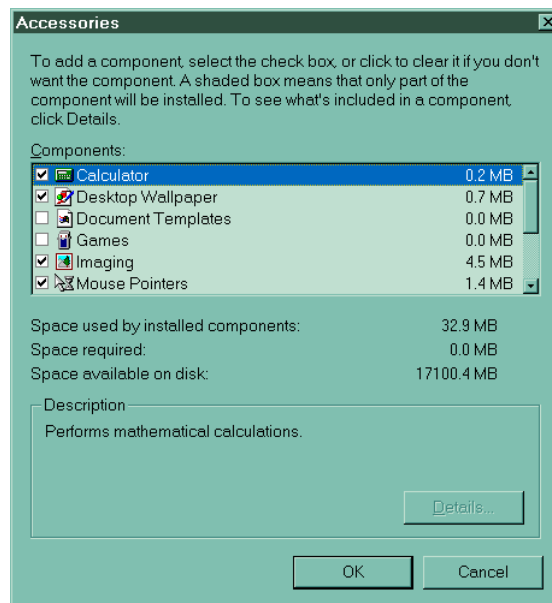 Accessories
To add a component, select the check box, or click to clear it if you don't
want the component. A shaded box means that only part of the
component will be installed. To see what's included in a component,
click Details.
Components:
Calculator 0.2 MB
Desktop Wallpaper 0.7 MB
Document Templates 0.0 MB
Games 0.0 MB
Imaging 4.5 MB
Mouse Pointers 1.4 MB
Space used by installed components: 32.9 MB
Space required: 0.0 MB
Space available on disk: 17100.4 MB
Description
Performs mathematical calculations.
Details...
OK Cancel